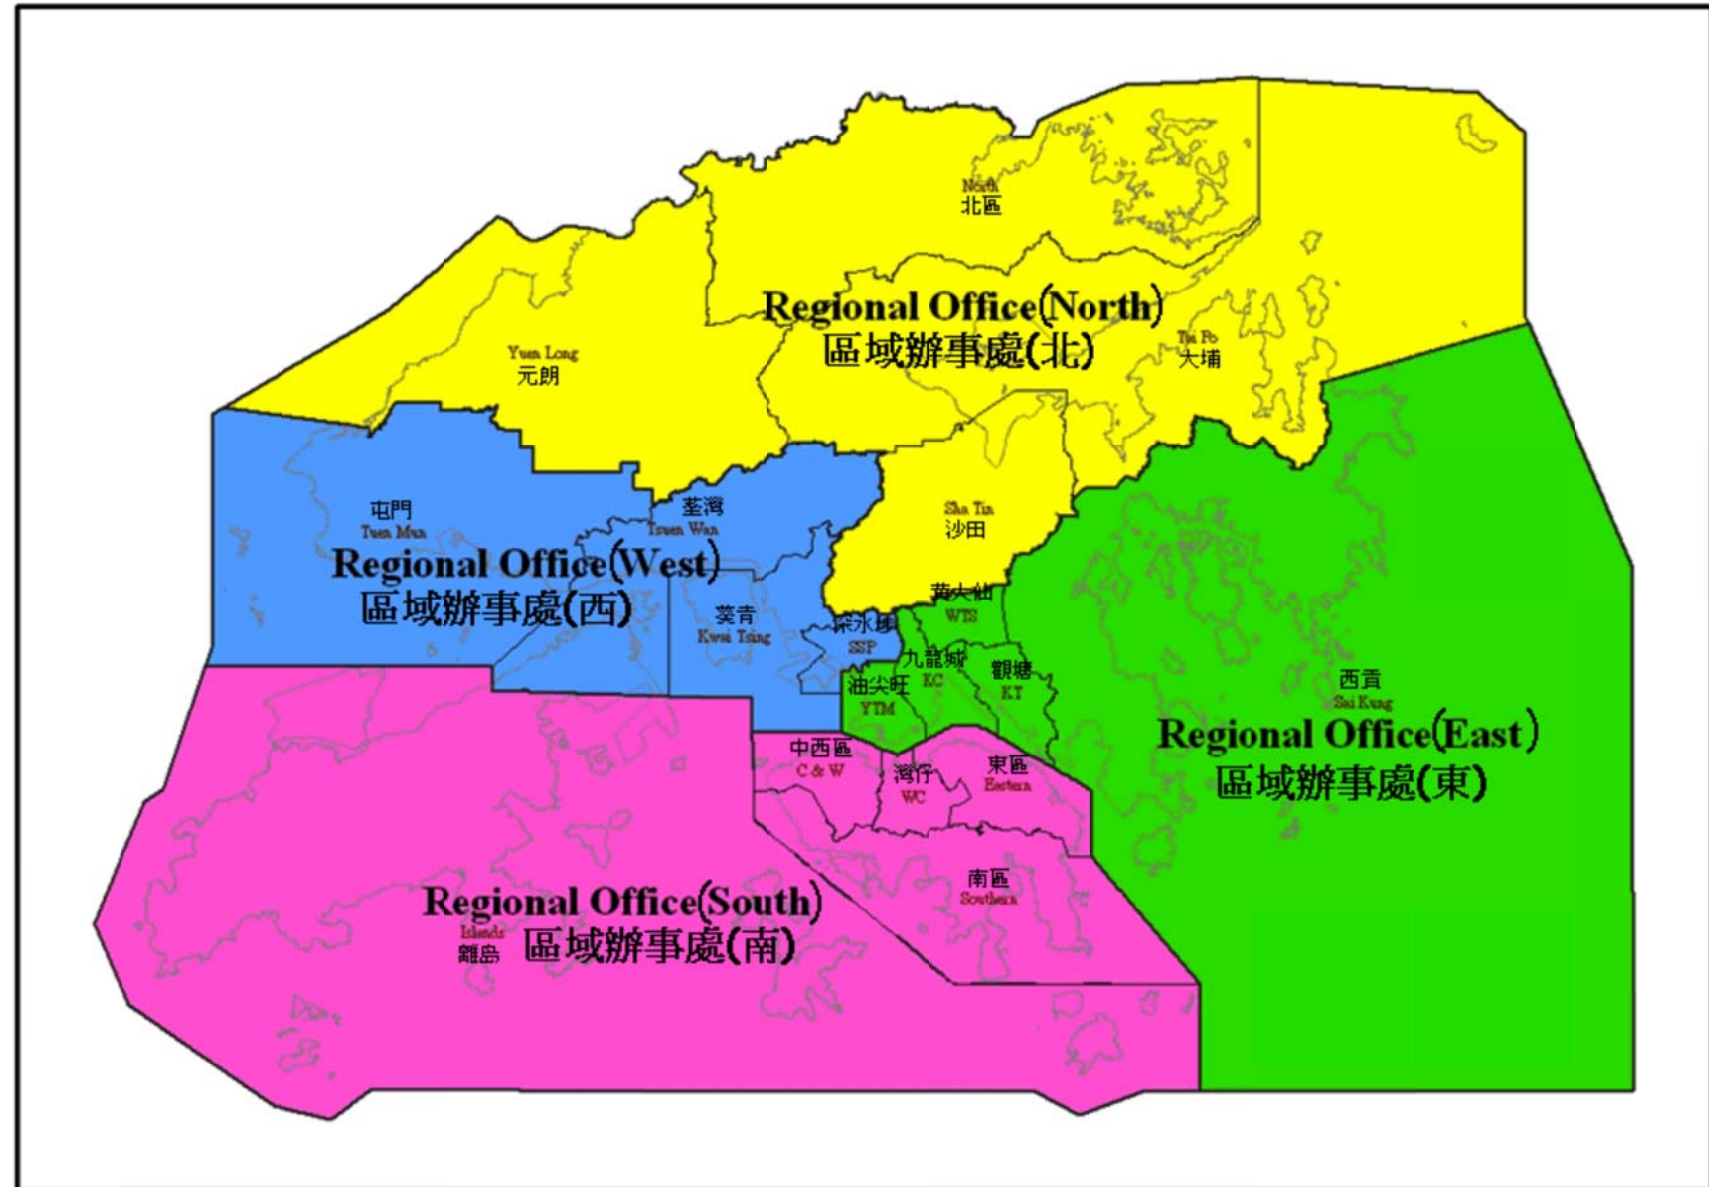 North
北區
Regional Office(North)
區域辦事處(北)
Tai Po
大埔
Yuen Long
元朗
屯門
Tuen Mun
荃灣
Tsuen Wan
Sha Tin
沙田
Regional Office(West)
區域辦事處(西)
葵青
Kwai Tsing
深水埗
SSP
黃大仙
WTS
九龍城
KC
觀塘
KT
油尖旺
YTM
西貢
Sai Kung
Regional Office(East)
區域辦事處(東)
中西區
C & W
灣仔
WC
東區
Eastern
南區
Southern
Regional Office(South)
區域辦事處(南)
Islands
離島